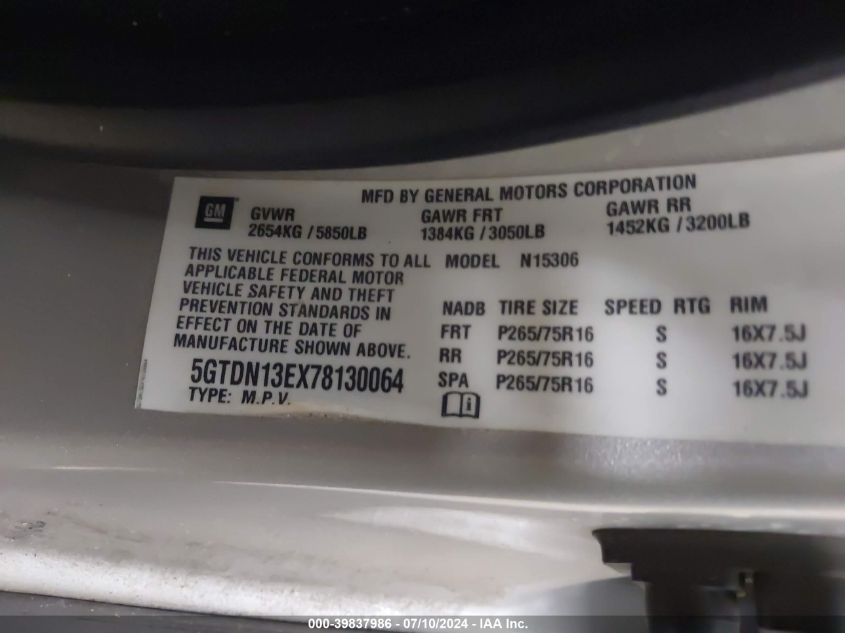 MFD BY GENERAL MOTORS CORPORATION
GM
GVWR GAWR FRT GAWR RR
2654KG / 5850LB 1384KG / 3050LB 1452KG / 3200LB
THIS VEHICLE CONFORMS TO ALL MODEL N15306
APPLICABLE FEDERAL MOTOR
VEHICLE SAFETY AND THEFT
PREVENTION STANDARDS IN
EFFECT ON THE DATE OF
MANUFACTURE SHOWN ABOVE.
NADB TIRE SIZE SPEED RTG RIM
FRT P265/75R16 S 16X7.5J
RR P265/75R16 S 16X7.5J
SPA P265/75R16 S 16X7.5J
5GTDN13EX78130064
TYPE: M.P.V.
000-39837986 - 07/10/2024 - IAA Inc.